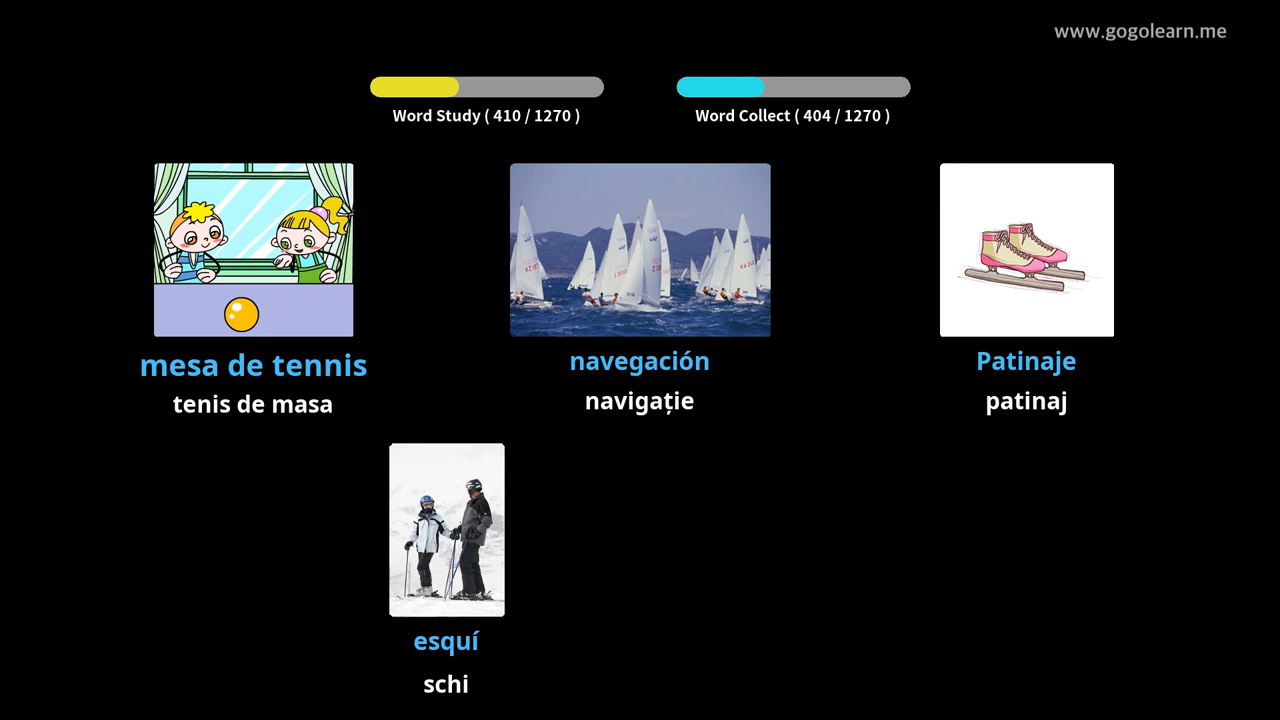 www.gogolearn.me
Word Study ( 410 / 1270 )
Word Collect ( 404 / 1270 )
mesa de tennis
tenis de masa
navegación
navigație
Patinaje
patinaj
esquí
schi